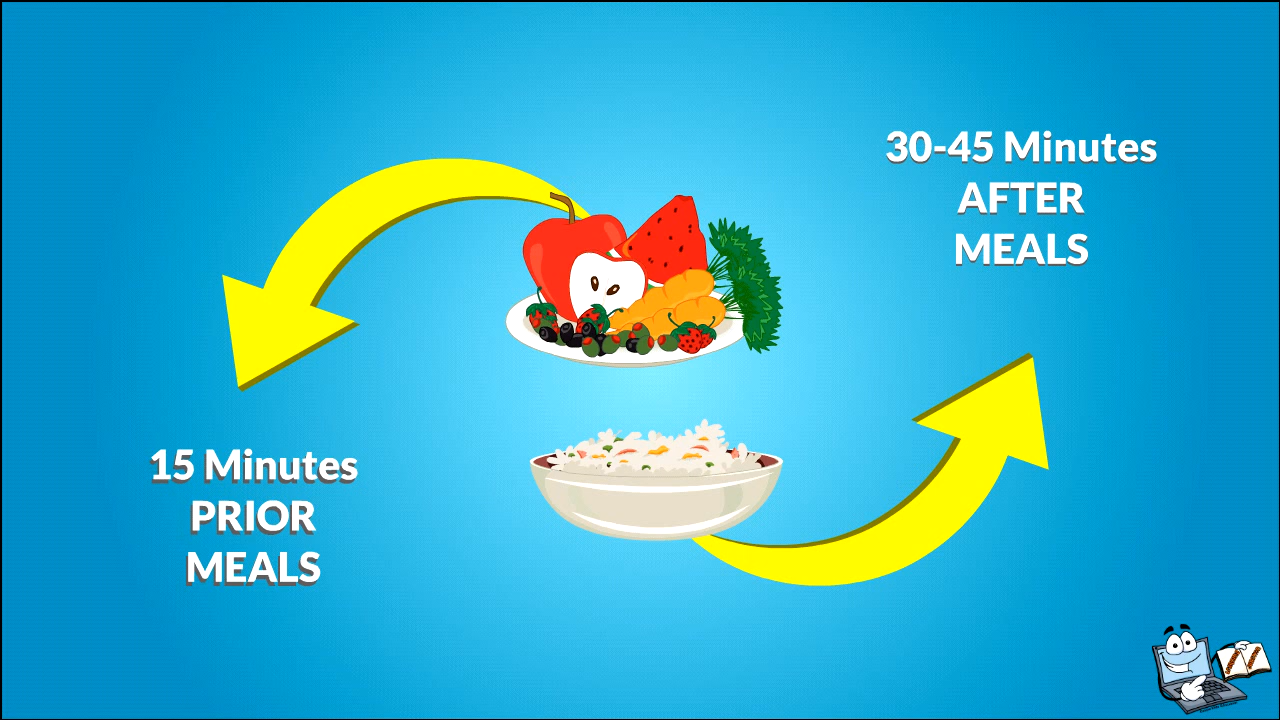 30-45 Minutes
AFTER
MEALS
15 Minutes
PRIOR
MEALS